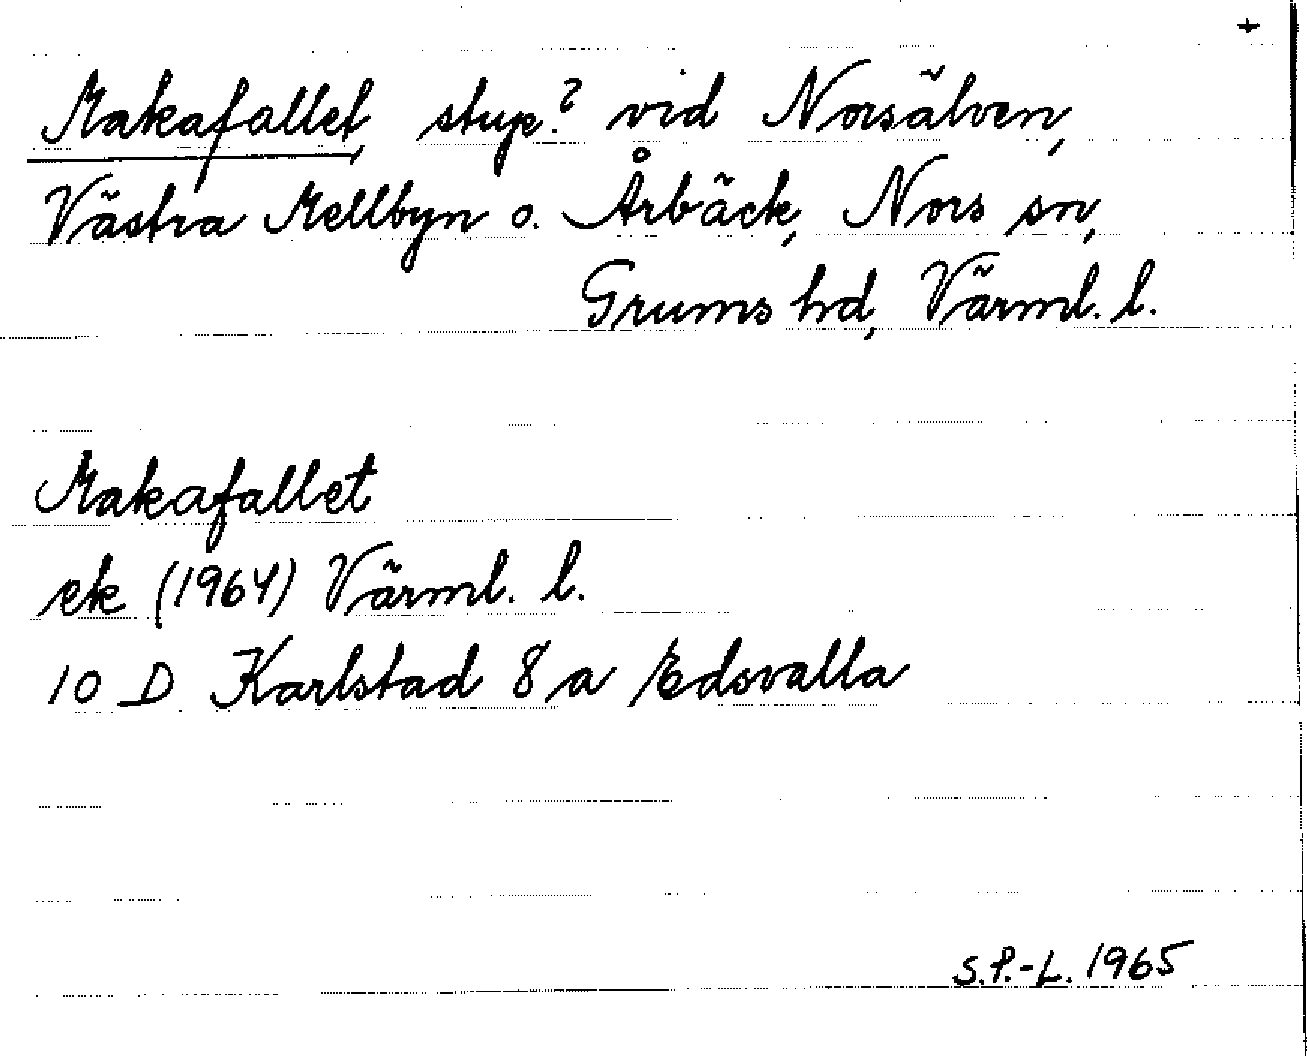 +
Makafallet, stup? vid Norsälven,
Västra Mellbyn o. Årbäck, Nors sn,
Grums hd, Värml. l.
Makafallet
ek (1964) Värml. l.
10 D Karlstad 8 a Edsvalla
S.P.-L. 1965